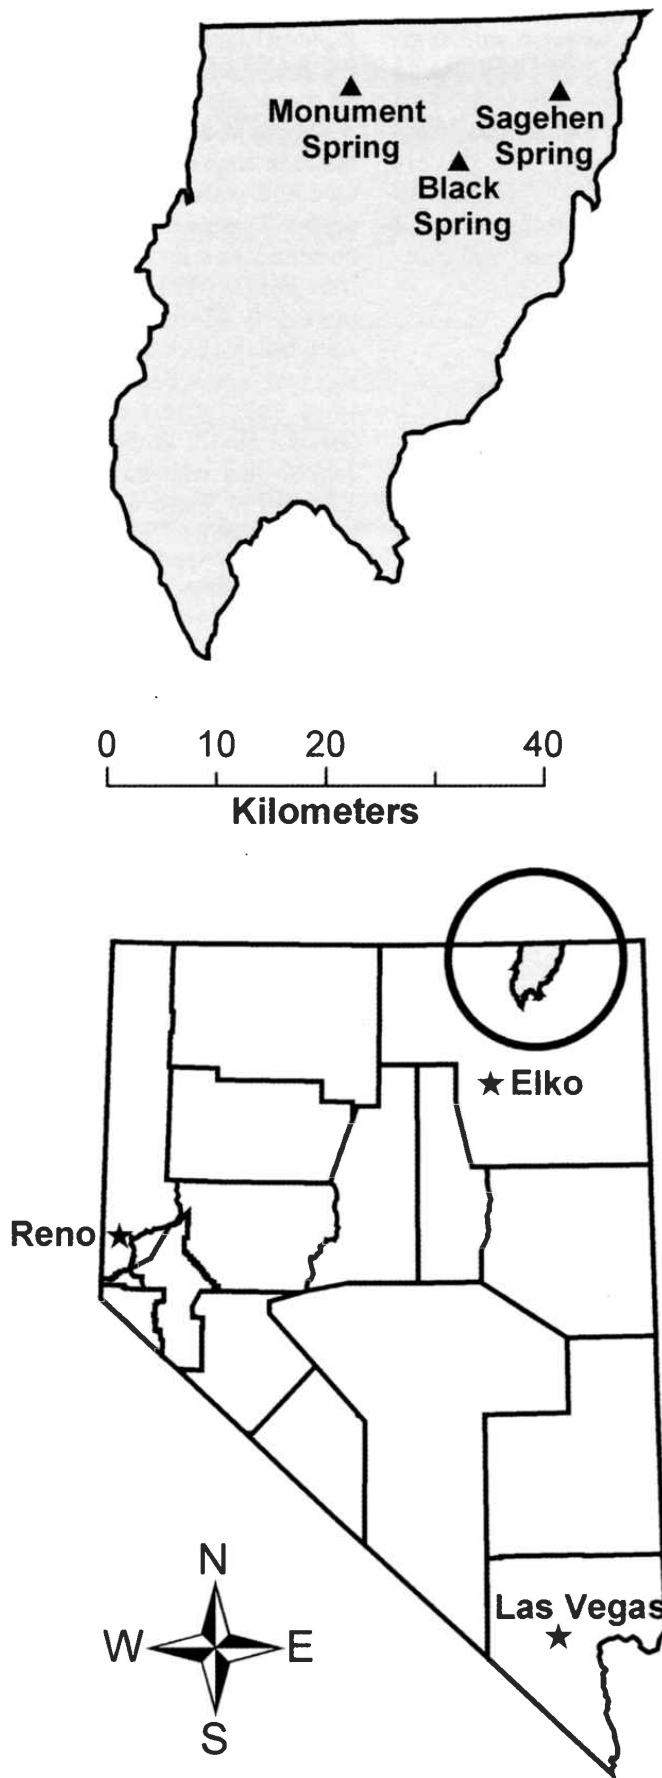 Monument
Spring
Sagehen
Spring
Black
Spring
0 10 20 40
Kilometers
Elko
Reno
Las Vegas
N
W E
S